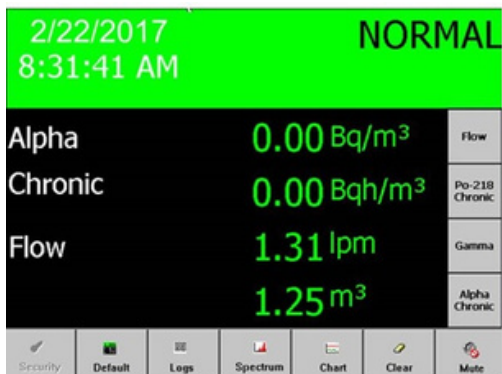 2/22/2017 NORMAL
8:31:41 AM
Alpha 0.00 Bq/m³ Flow
Chronic 0.00 Bqh/m³ Po-218
Chronic
Flow 1.31 lpm Gamma
1.25 m³ Alpha
Chronic
Security Default Logs Spectrum Chart Clear Mute